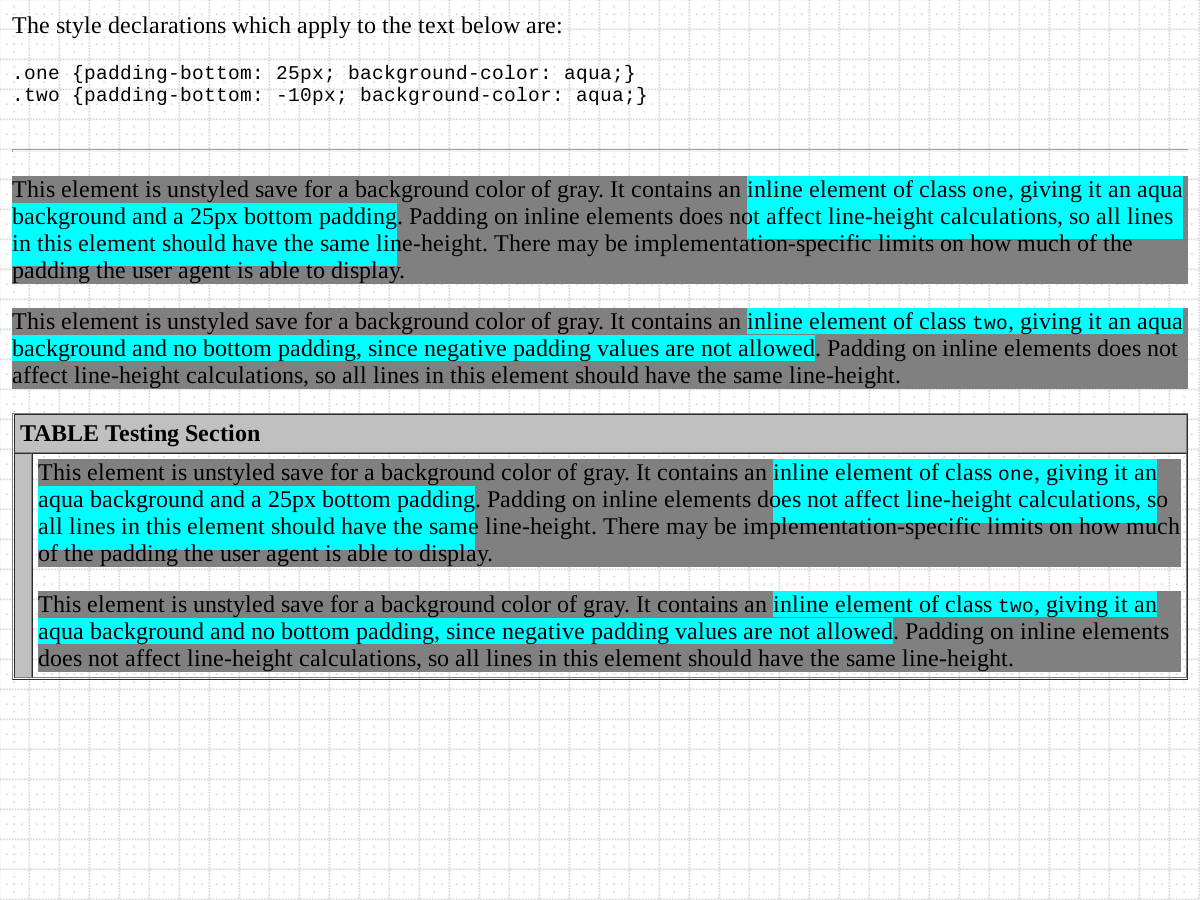 The style declarations which apply to the text below are:
.one {padding-bottom: 25px; background-color: aqua;}
.two {padding-bottom: -10px; background-color: aqua;}
This element is unstyled save for a background color of gray. It contains an inline element of class one, giving it an aqua
background and a 25px bottom padding. Padding on inline elements does not affect line-height calculations, so all lines
in this element should have the same line-height. There may be implementation-specific limits on how much of the
padding the user agent is able to display.
This element is unstyled save for a background color of gray. It contains an inline element of class two, giving it an aqua
background and no bottom padding, since negative padding values are not allowed. Padding on inline elements does not
affect line-height calculations, so all lines in this element should have the same line-height.
TABLE Testing Section
This element is unstyled save for a background color of gray. It contains an inline element of class one, giving it an
aqua background and a 25px bottom padding. Padding on inline elements does not affect line-height calculations, so
all lines in this element should have the same line-height. There may be implementation-specific limits on how much
of the padding the user agent is able to display.
This element is unstyled save for a background color of gray. It contains an inline element of class two, giving it an
aqua background and no bottom padding, since negative padding values are not allowed. Padding on inline elements
does not affect line-height calculations, so all lines in this element should have the same line-height.